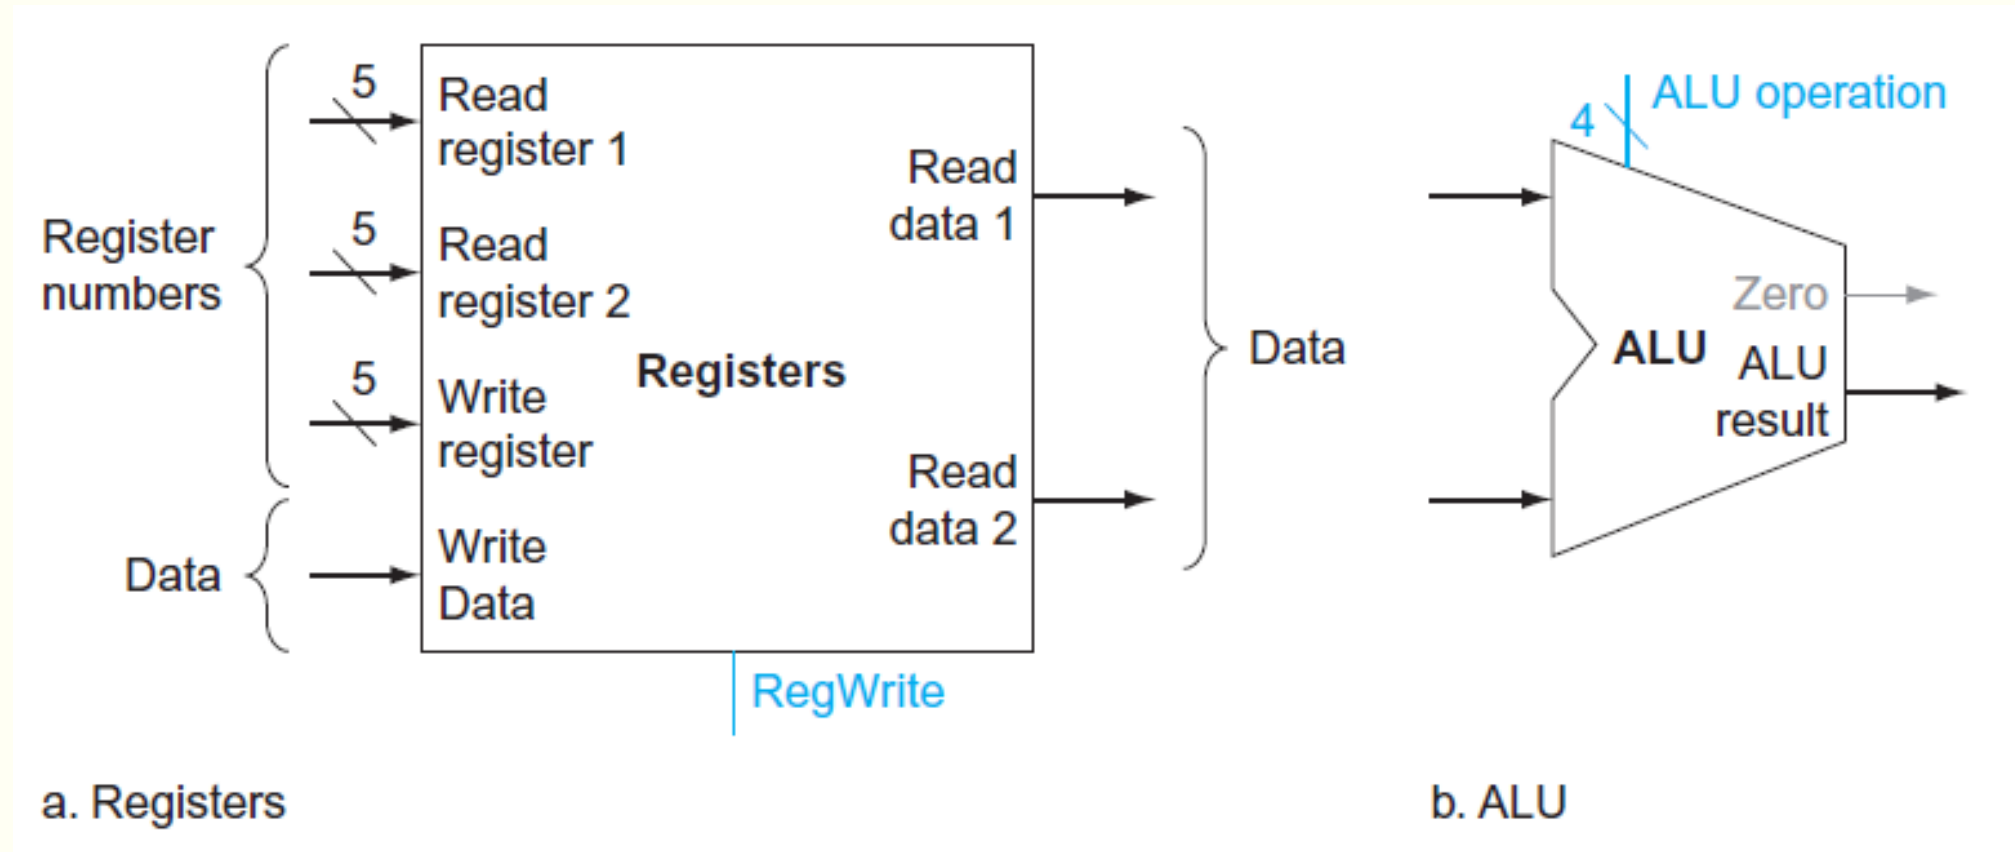 Register
numbers
Data
5
5
5
Read
register 1
Read
register 2
Write
register
Write
Data
Registers
Read
data 1
Read
data 2
RegWrite
Data
4
ALU operation
ALU
Zero
ALU
result
a. Registers
b. ALU